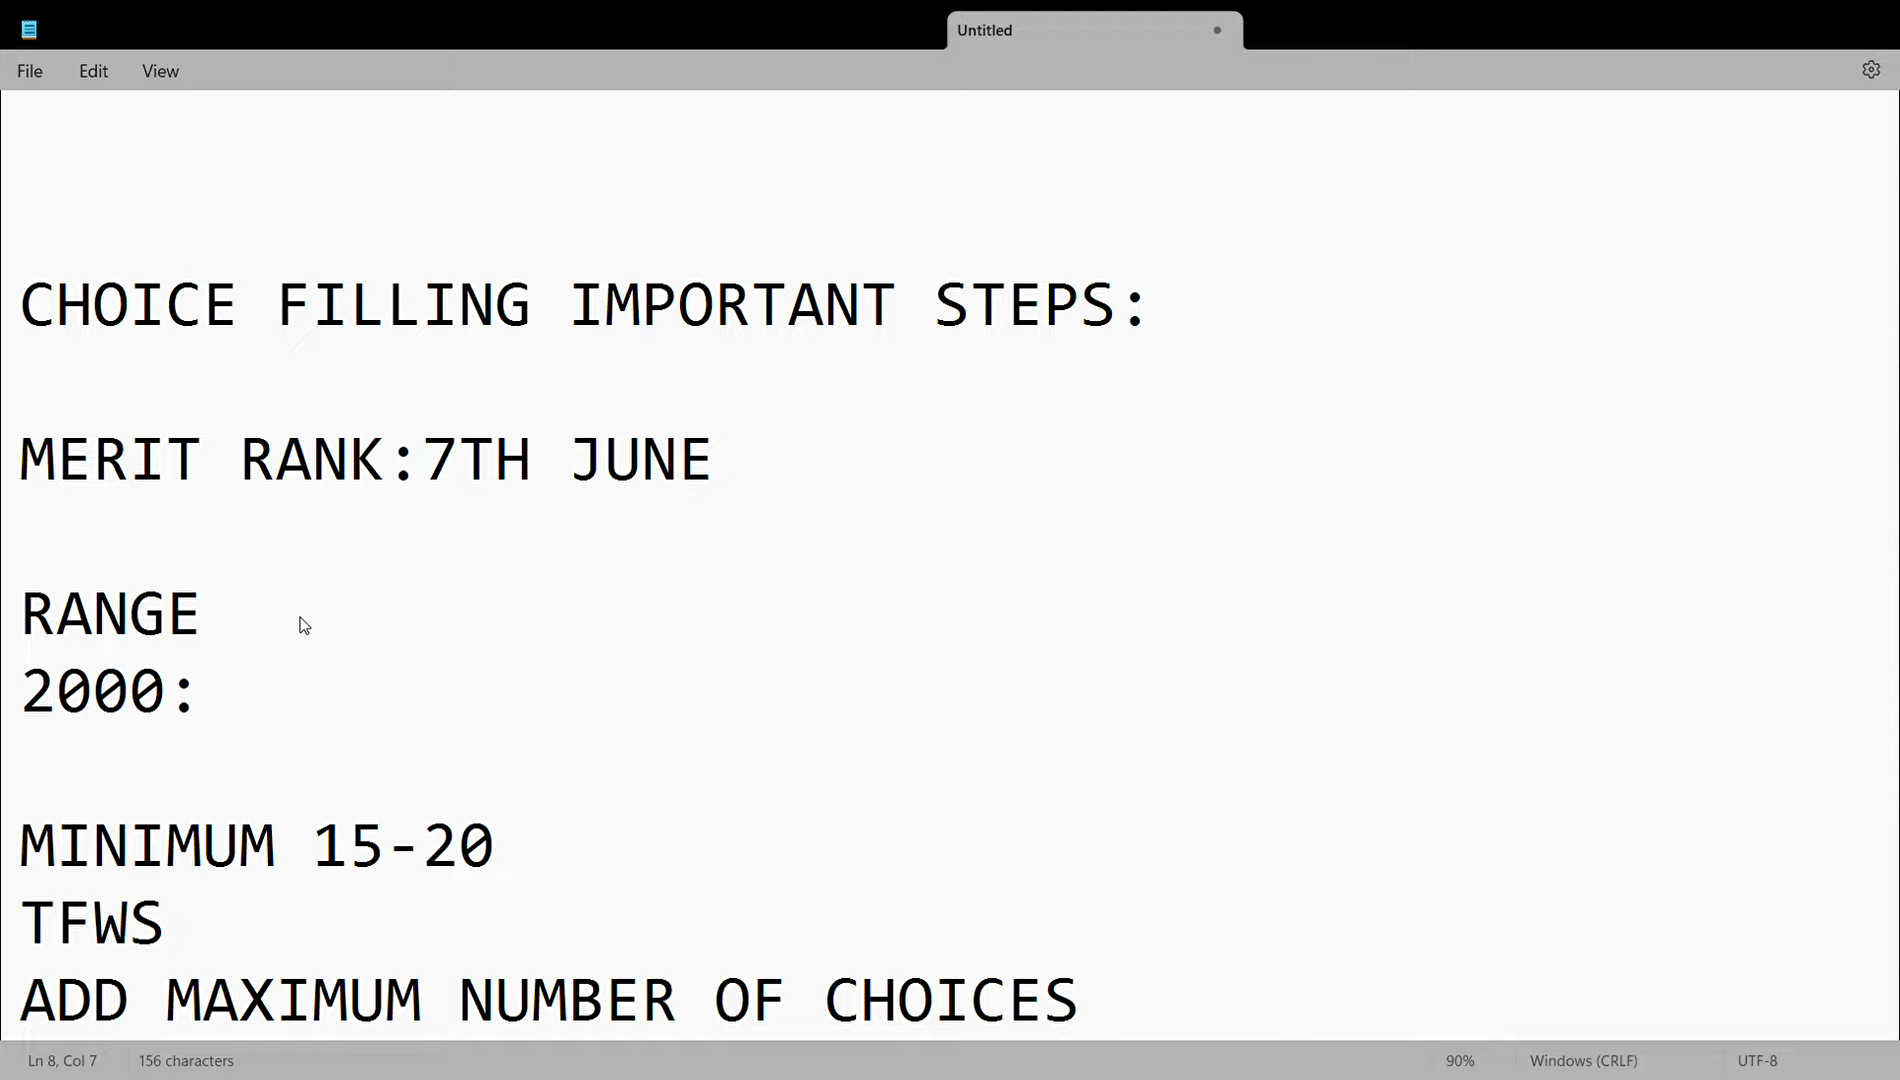 Untitled
File Edit View
CHOICE FILLING IMPORTANT STEPS:
MERIT RANK:7TH JUNE
RANGE
2000:
MINIMUM 15-20
TFWS
ADD MAXIMUM NUMBER OF CHOICES
Ln 8, Col 7 156 characters 90% Windows (CRLF) UTF-8